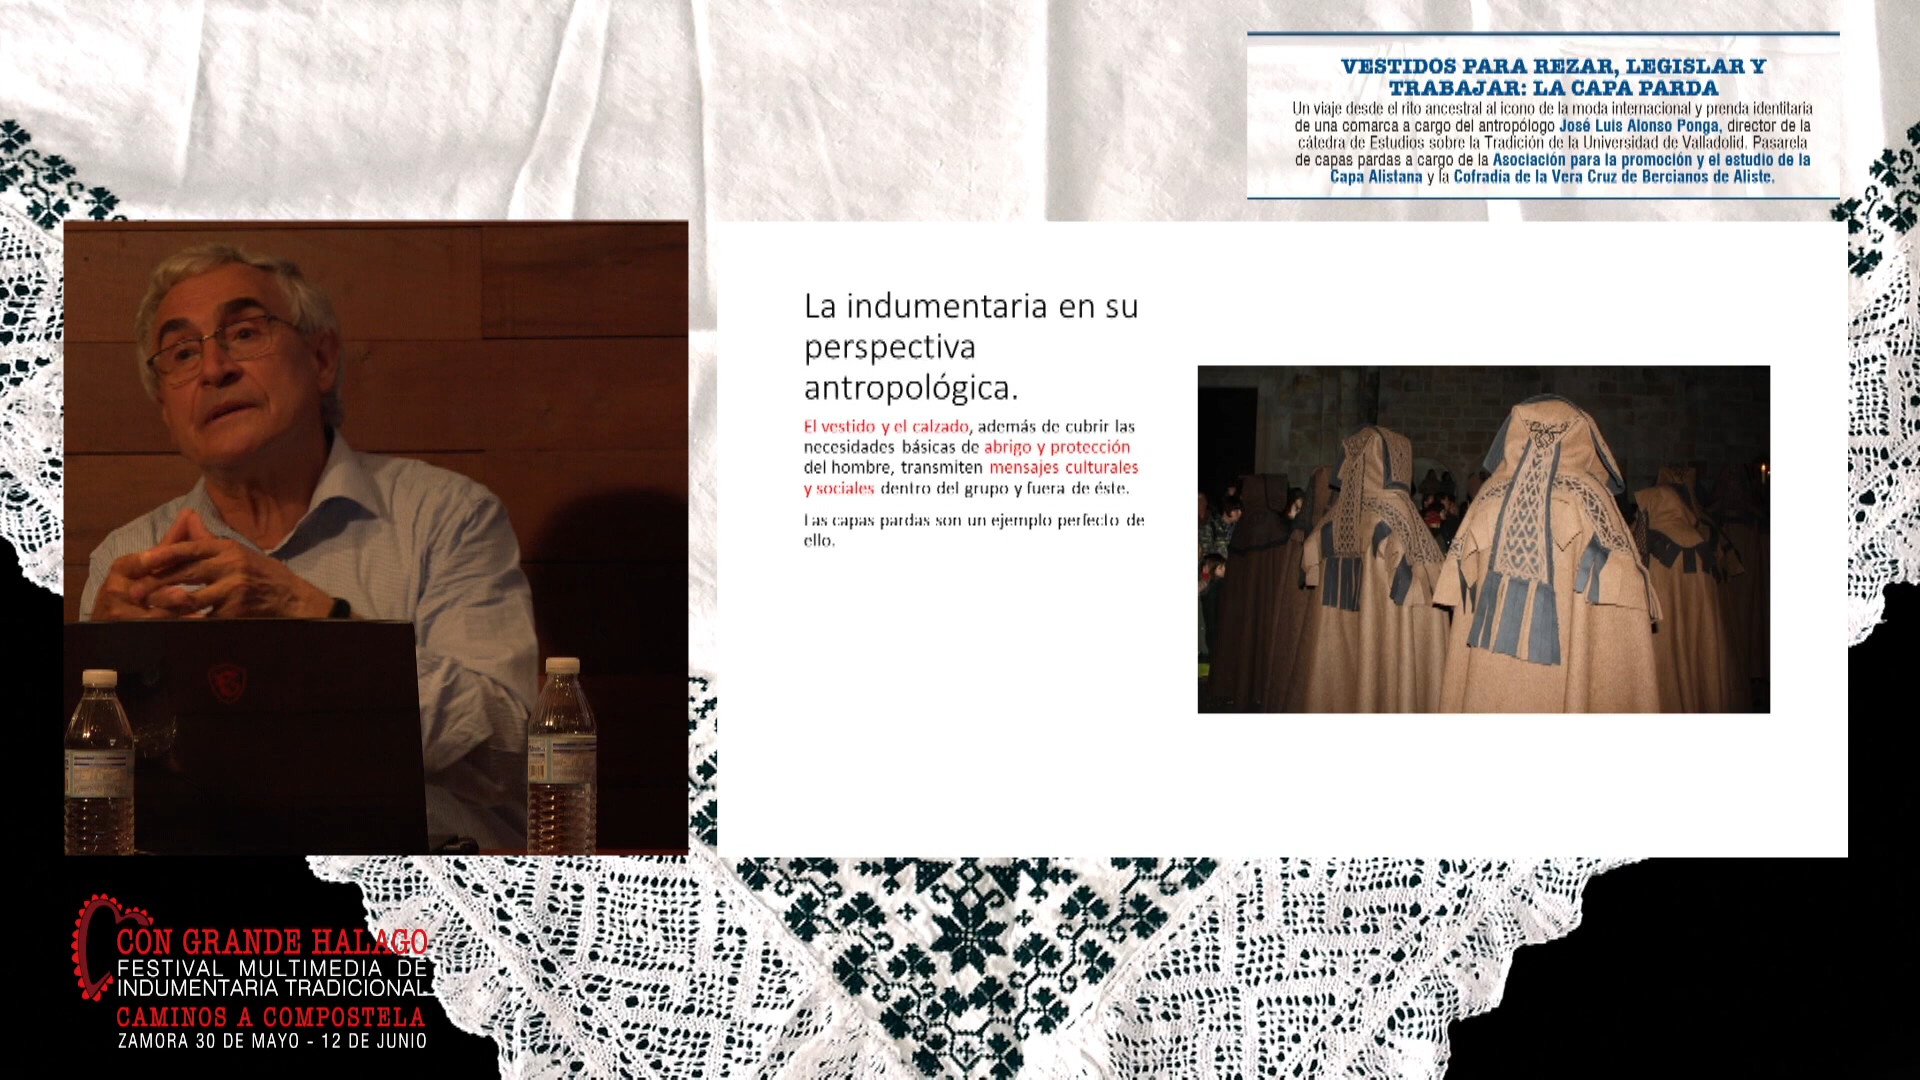 VESTIDOS PARA REZAR, LEGISLAR Y
TRABAJAR: LA CAPA PARDA
Un viaje desde el rito ancestral al icono de la moda internacional y prenda identitaria
de una comarca a cargo del antropólogo José Luis Alonso Ponga, director de la
cátedra de Estudios sobre la Tradición de la Universidad de Valladolid. Pasarela
de capas pardas a cargo de la Asociación para la promoción y el estudio de la
Capa Alistana y la Cofradía de la Vera Cruz de Bercianos de Aliste.
La indumentaria en su
perspectiva
antropológica.
El vestido y el calzado, además de cubrir las
necesidades básicas de abrigo y protección
del hombre, transmiten mensajes culturales
y sociales dentro del grupo y fuera de éste.
Las capas pardas son un ejemplo perfecto de
ello.
CON GRANDE HALAGO
FESTIVAL MULTIMEDIA DE
INDUMENTARIA TRADICIONAL
CAMINOS A COMPOSTELA
ZAMORA 30 DE MAYO - 12 DE JUNIO